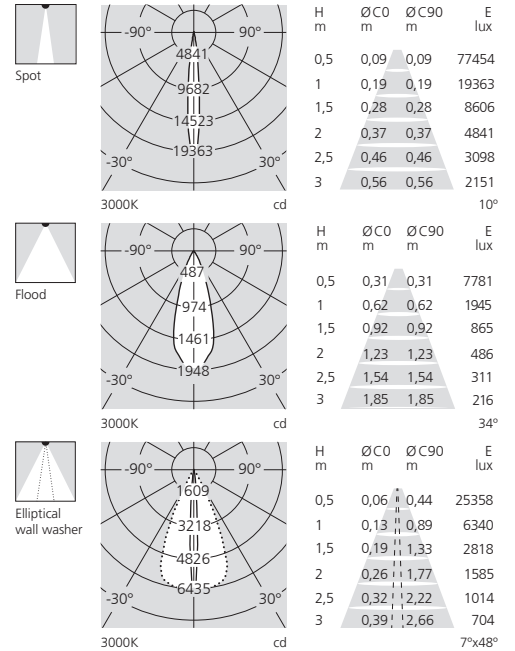 Spot
-90° 90°
4841
9682
14523
19363
-30° 30°
3000K cd
H ØC0 ØC90 E
m m m lux
0,5 0,09 0,09 77454
1 0,19 0,19 19363
1,5 0,28 0,28 8606
2 0,37 0,37 4841
2,5 0,46 0,46 3098
3 0,56 0,56 2151
10°
Flood
-90° 90°
487
974
1461
1948
-30° 30°
3000K cd
H ØC0 ØC90 E
m m m lux
0,5 0,31 0,31 7781
1 0,62 0,62 1945
1,5 0,92 0,92 865
2 1,23 1,23 486
2,5 1,54 1,54 311
3 1,85 1,85 216
34°
Elliptical
wall washer
-90° 90°
1609
3218
4826
6435
-30° 30°
3000K cd
H ØC0 ØC90 E
m m m lux
0,5 0,06 0,44 25358
1 0,13 0,89 6340
1,5 0,19 1,33 2818
2 0,26 1,77 1585
2,5 0,32 2,22 1014
3 0,39 2,66 704
7°x48°